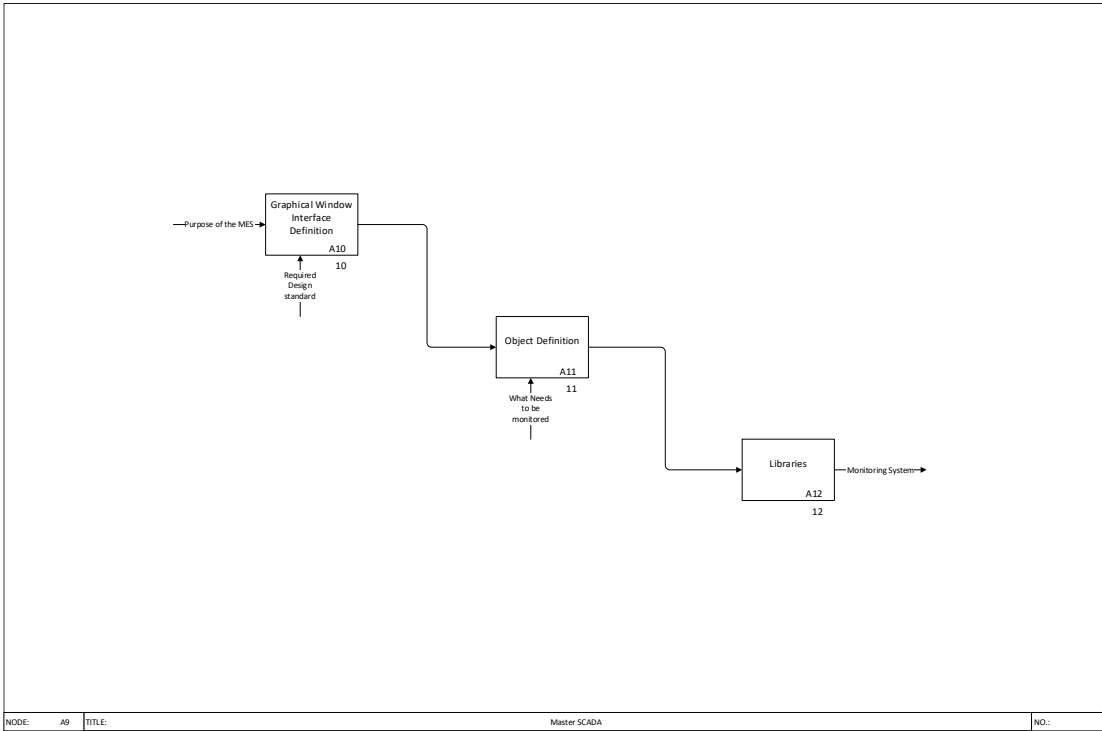 Purpose of the MES
Graphical Window
Interface
Definition
A10
10
Required
Design
standard
Object Definition
A11
11
What Needs
to be
monitored
Libraries
A12
12
Monitoring System
NODE: A9 TITLE: Master SCADA NO.: